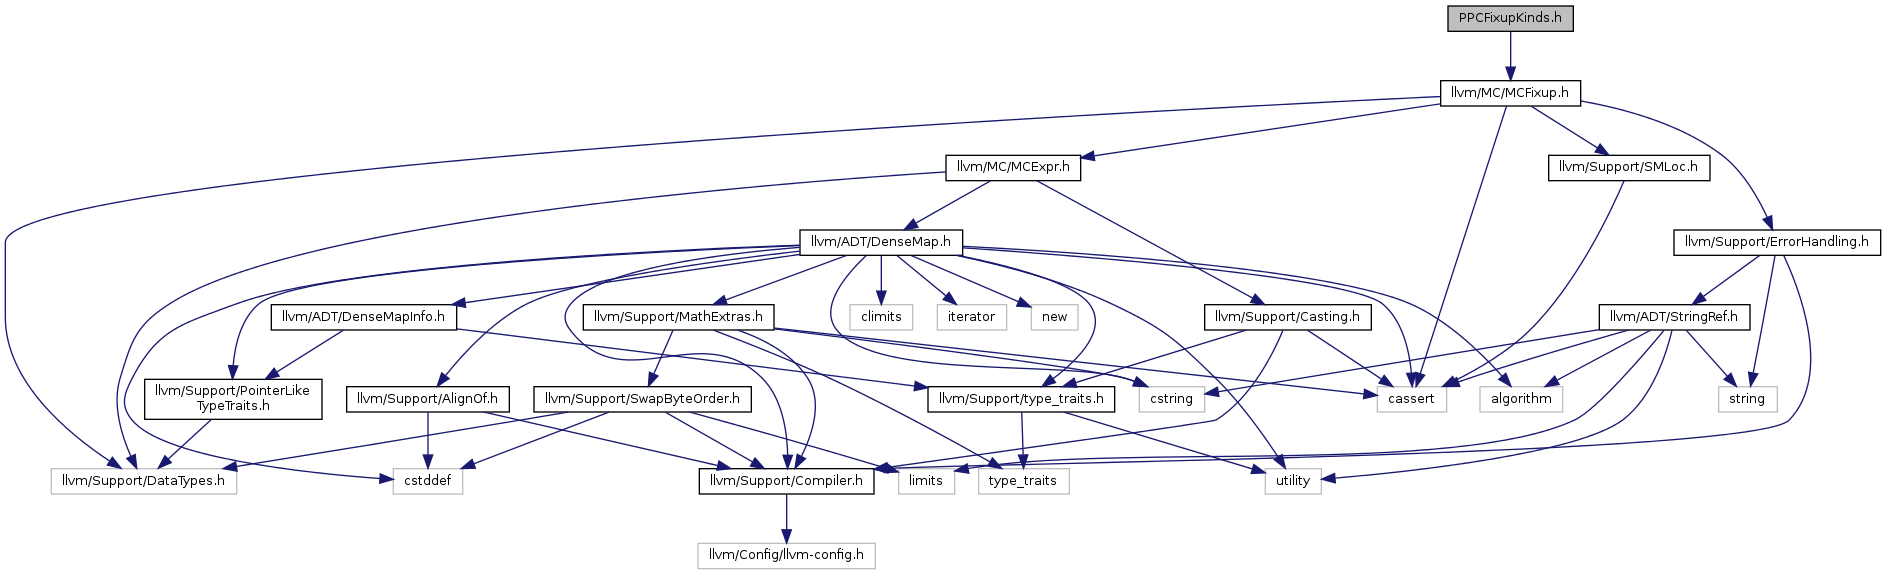 PPCFixupKinds.h
llvm/MC/MCFixup.h
llvm/MC/MCExpr.h
llvm/Support/SMLoc.h
llvm/ADT/DenseMap.h
llvm/Support/ErrorHandling.h
llvm/ADT/DenseMapInfo.h
llvm/Support/MathExtras.h
climits
iterator
new
llvm/Support/Casting.h
llvm/ADT/StringRef.h
llvm/Support/PointerLike
TypeTraits.h
llvm/Support/AlignOf.h
llvm/Support/SwapByteOrder.h
llvm/Support/type_traits.h
cstring
cassert
algorithm
string
llvm/Support/DataTypes.h
cstddef
llvm/Support/Compiler.h
limits
type_traits
utility
llvm/Config/llvm-config.h